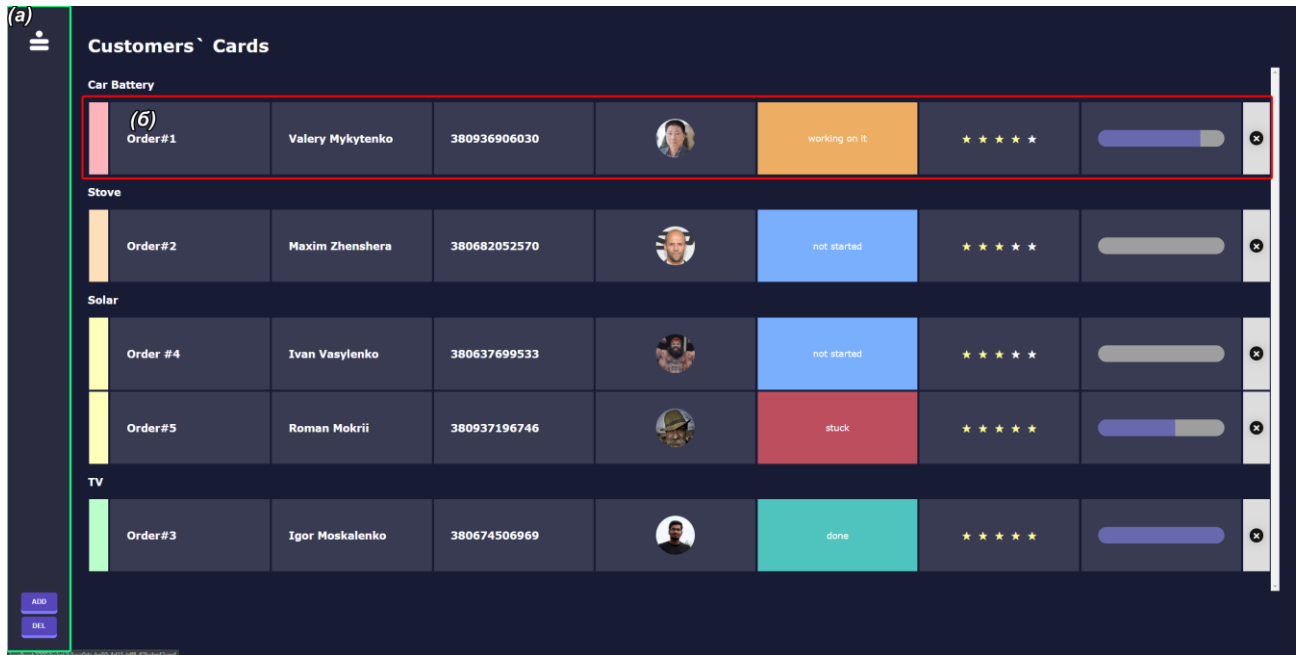 (а)
Customers` Cards
Car Battery
(б)
Order#1 Valery Mykytenko 380936906030 working on it
Stove
Order#2 Maxim Zhenshera 380682052570 not started
Solar
Order #4 Ivan Vasylenko 380637699533 not started
Order#5 Roman Mokrii 380937196746 stuck
TV
Order#3 Igor Moskalenko 380674506969 done
ADD
DEL